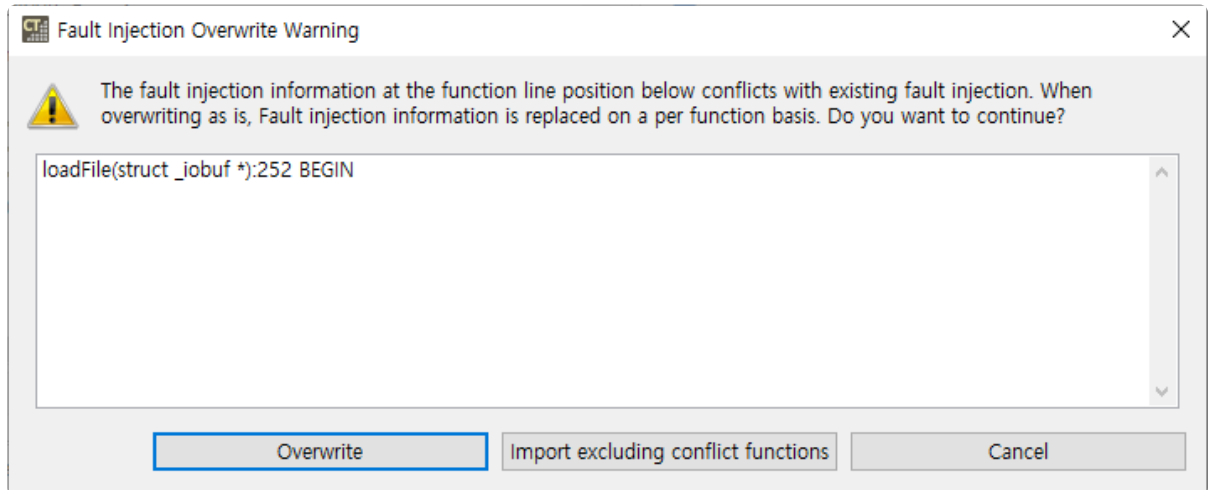 CT
Fault Injection Overwrite Warning
The fault injection information at the function line position below conflicts with existing fault injection. When
overwriting as is, Fault injection information is replaced on a per function basis. Do you want to continue?
loadFile(struct _iobuf *):252 BEGIN
Overwrite
Import excluding conflict functions
Cancel